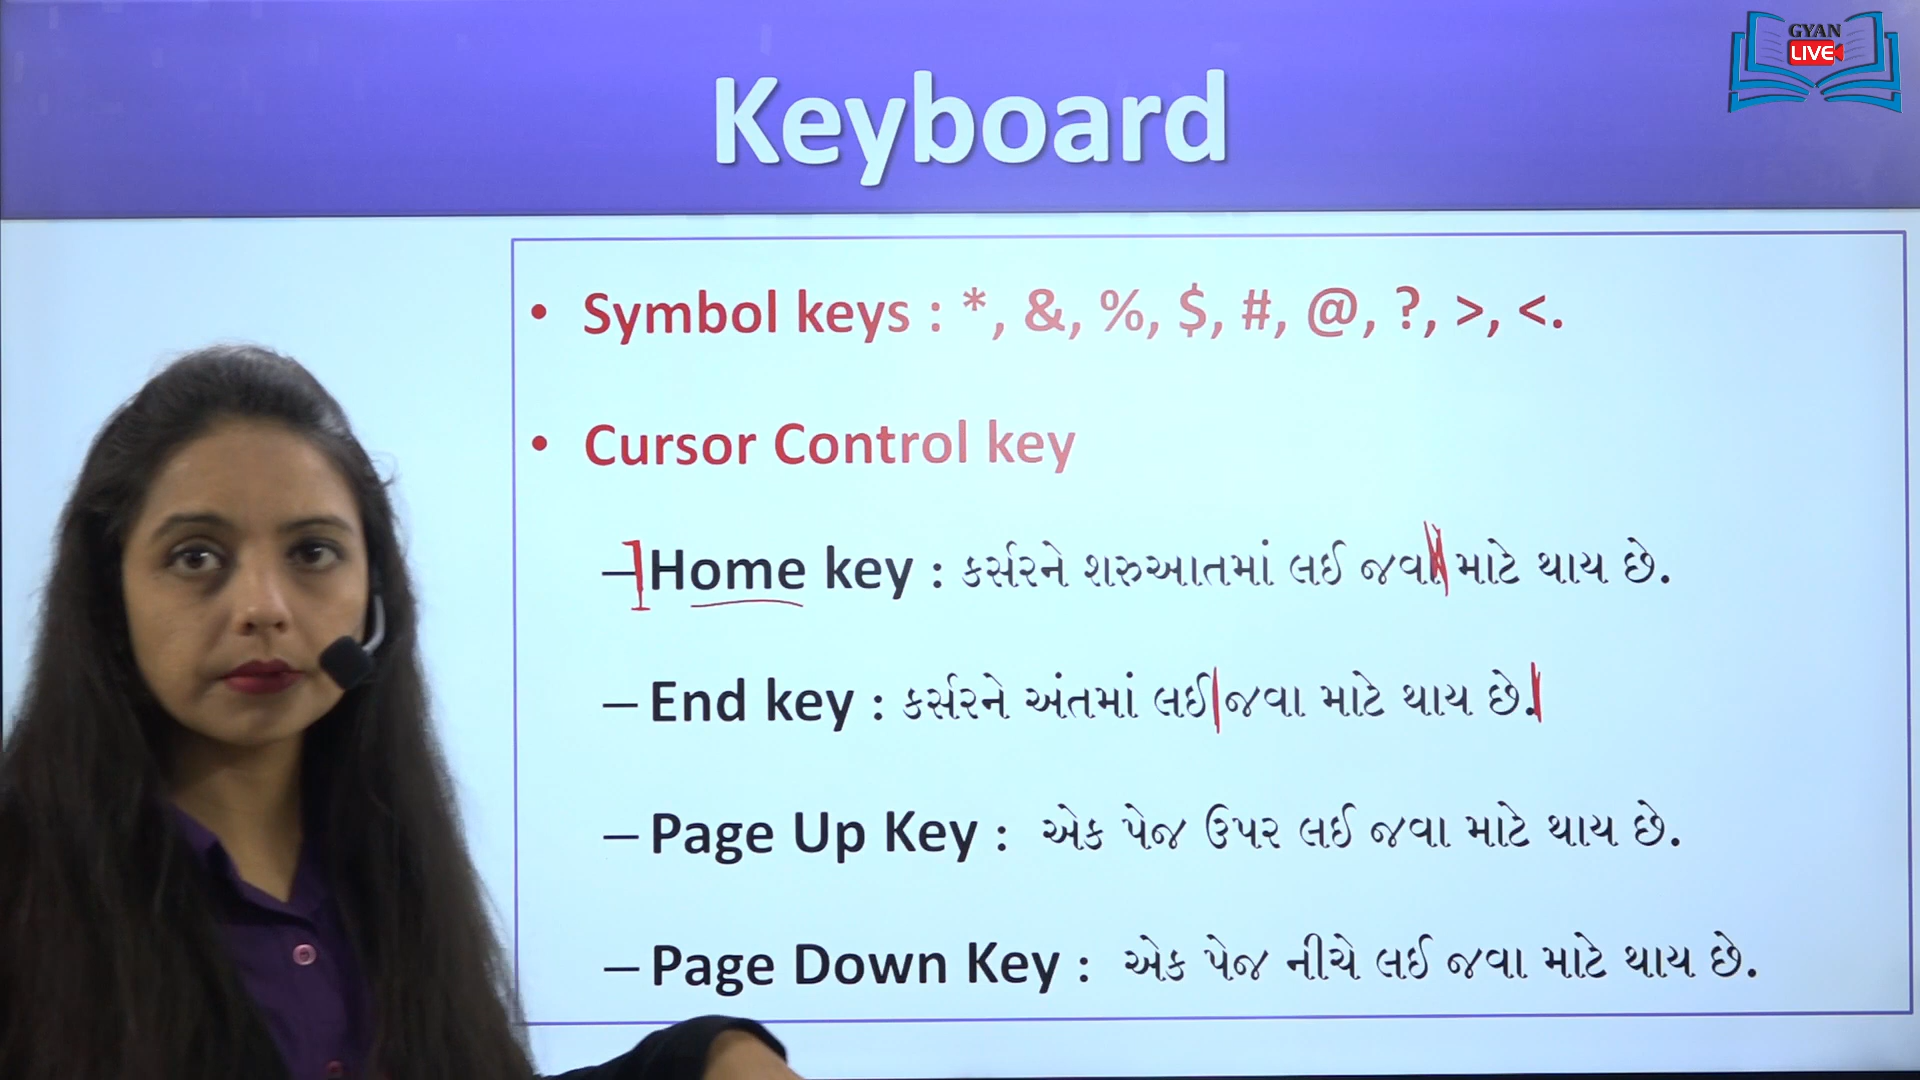 GYAN
LIVE
Keyboard
• Symbol keys : *, &, %, $, #, @, ?, >, <.
• Cursor Control key
– Home key : કર્સરને શરુઆતમાં લઈ જવા માટે થાય છે.
– End key : કર્સરને અંતમાં લઈ જવા માટે થાય છે.
– Page Up Key : એક પેજ ઉપર લઈ જવા માટે થાય છે.
– Page Down Key : એક પેજ નીચે લઈ જવા માટે થાય છે.